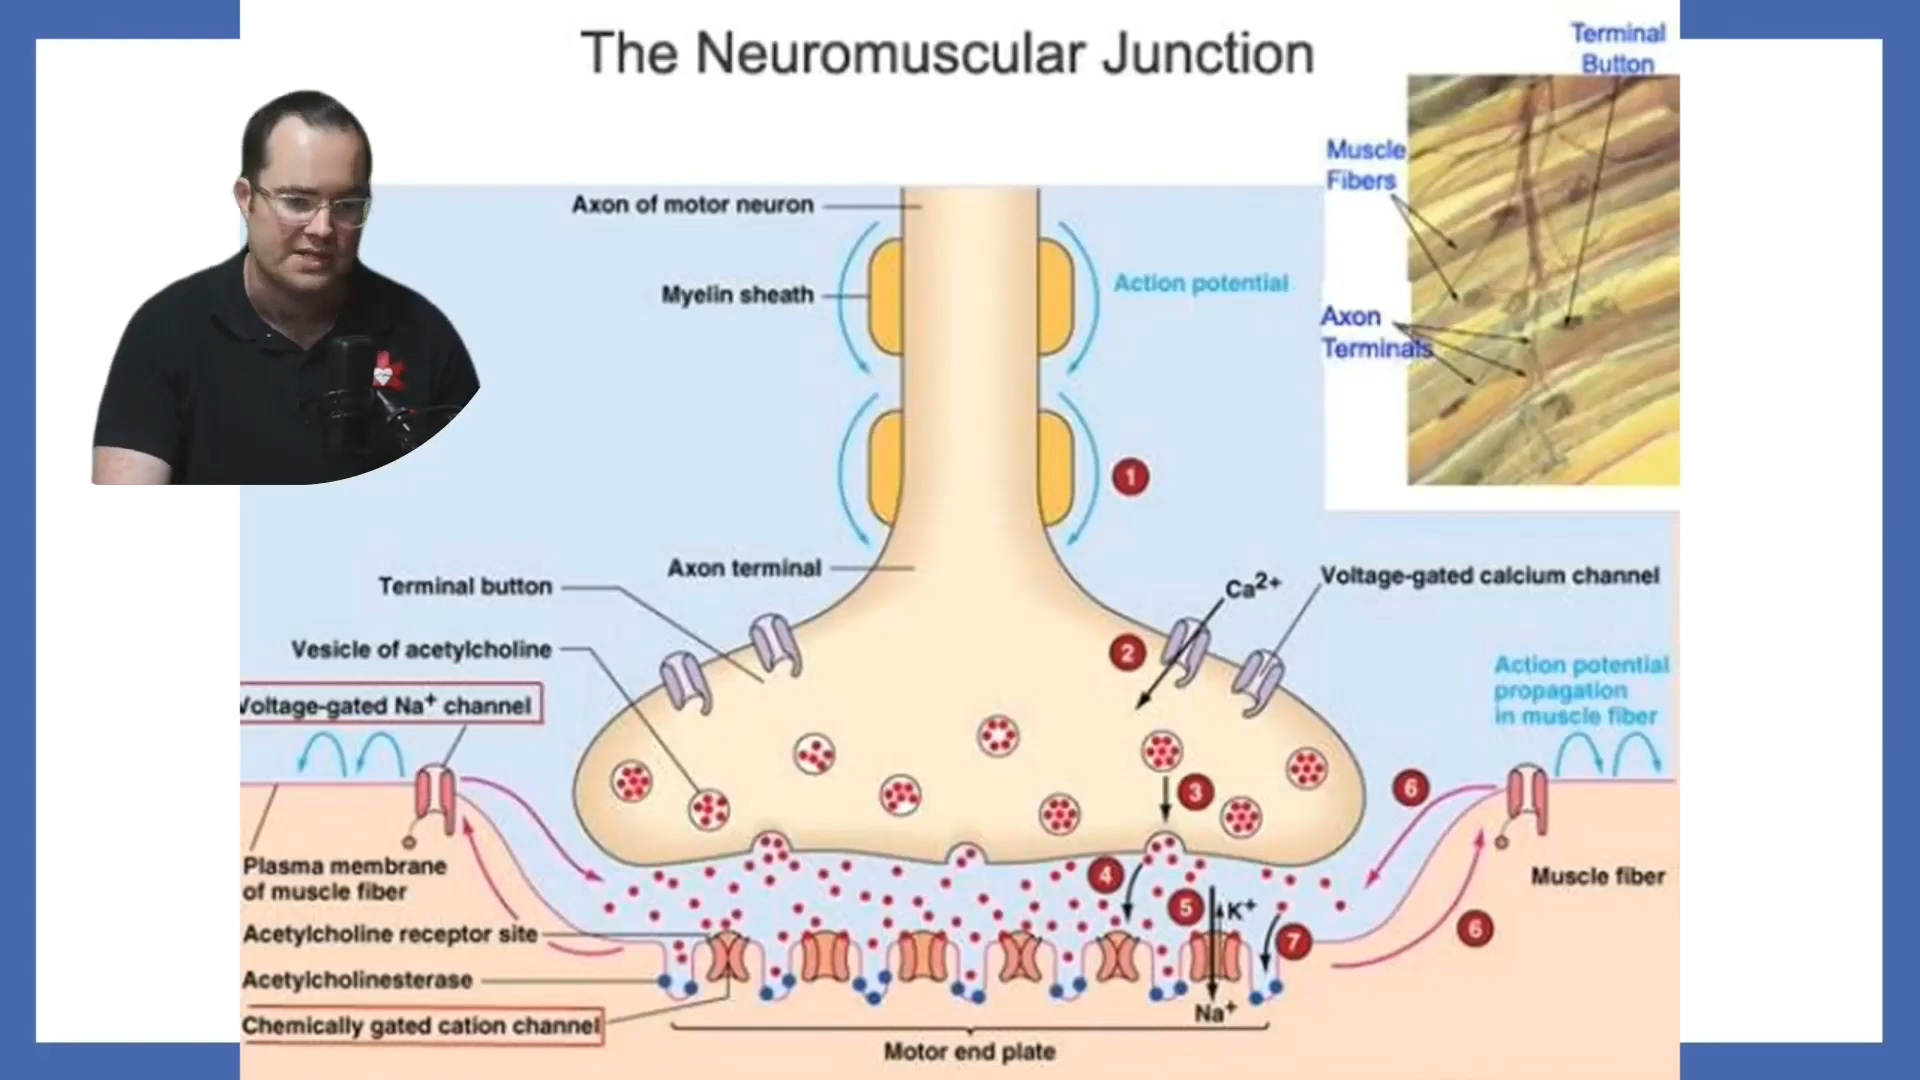 The Neuromuscular Junction
Terminal
Button
Muscle
Fibers
Axon
Terminals
Axon of motor neuron
Myelin sheath
Action potential
1
Axon terminal
Terminal button
Vesicle of acetylcholine
Voltage-gated Na+ channel
Ca2+
Voltage-gated calcium channel
2
Action potential
propagation
in muscle fiber
3
6
Plasma membrane
of muscle fiber
Muscle fiber
4
5
K+
6
7
Acetylcholine receptor site
Acetylcholinesterase
Chemically gated cation channel
Na+
Motor end plate